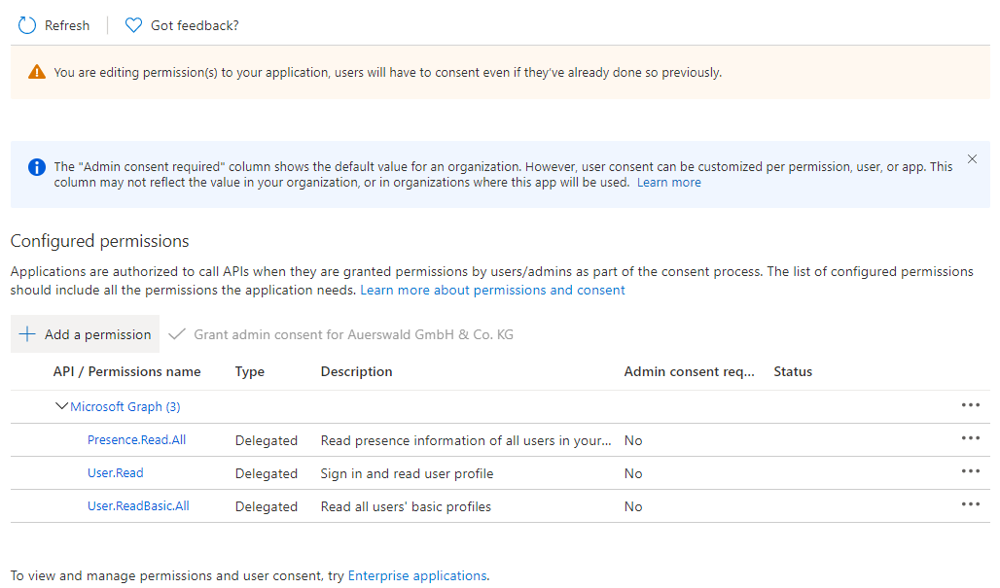 Refresh
Got feedback?
You are editing permission(s) to your application, users will have to consent even if they've already done so previously.
The "Admin consent required" column shows the default value for an organization. However, user consent can be customized per permission, user, or app. This
column may not reflect the value in your organization, or in organizations where this app will be used. Learn more
Configured permissions
Applications are authorized to call APIs when they are granted permissions by users/admins as part of the consent process. The list of configured permissions
should include all the permissions the application needs. Learn more about permissions and consent
Add a permission
Grant admin consent for Auerswald GmbH & Co. KG
API / Permissions name Type Description Admin consent req... Status
Microsoft Graph (3)
Presence.Read.All Delegated Read presence information of all users in your... No
User.Read Delegated Sign in and read user profile No
User.ReadBasic.All Delegated Read all users' basic profiles No
To view and manage permissions and user consent, try Enterprise applications.